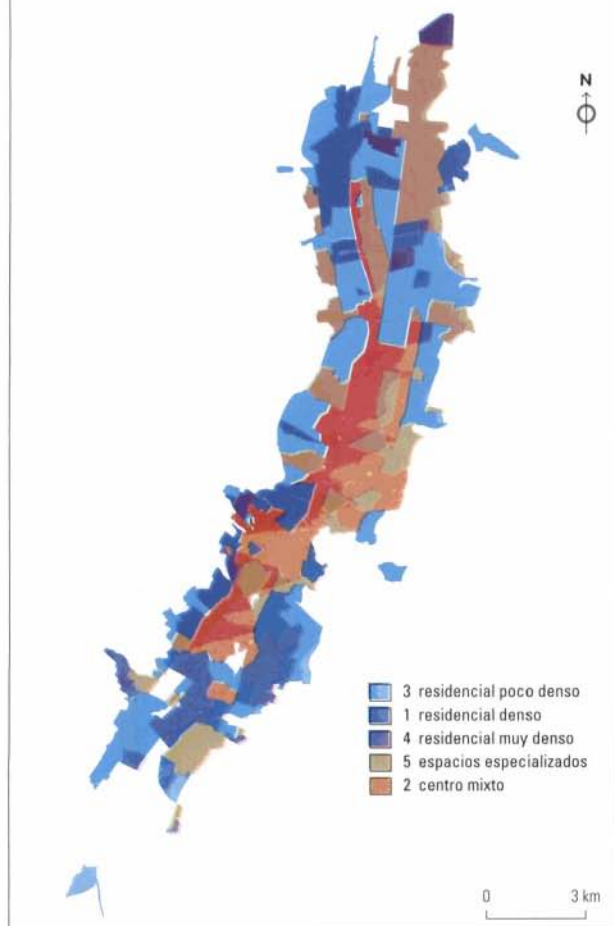 N
3 residencial poco denso
1 residencial denso
4 residencial muy denso
5 espacios especializados
2 centro mixto
0 3 km